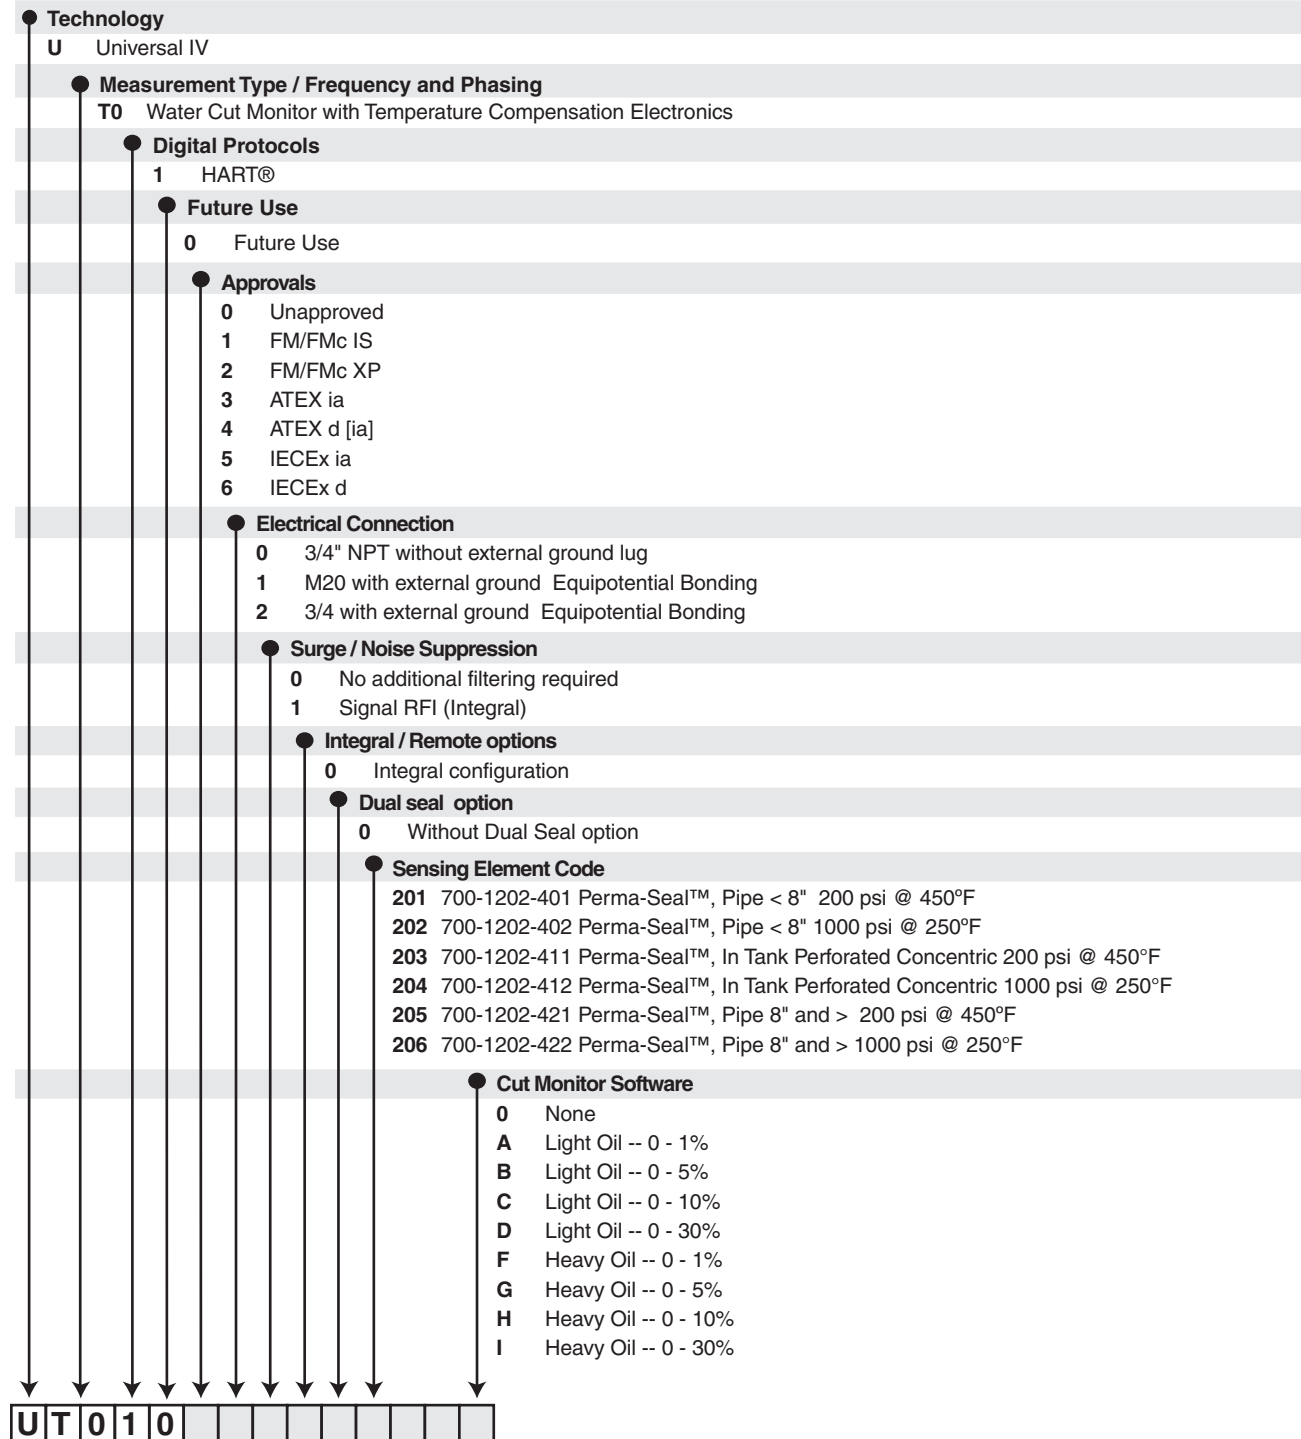 Technology
U Universal IV
Measurement Type / Frequency and Phasing
T0 Water Cut Monitor with Temperature Compensation Electronics
Digital Protocols
1 HART®
Future Use
0 Future Use
Approvals
0 Unapproved
1 FM/FMc IS
2 FM/FMc XP
3 ATEX ia
4 ATEX d [ia]
5 IECEx ia
6 IECEx d
Electrical Connection
0 3/4" NPT without external ground lug
1 M20 with external ground Equipotential Bonding
2 3/4 with external ground Equipotential Bonding
Surge / Noise Suppression
0 No additional filtering required
1 Signal RFI (Integral)
Integral / Remote options
0 Integral configuration
Dual seal option
0 Without Dual Seal option
Sensing Element Code
201 700-1202-401 Perma-Seal™, Pipe < 8" 200 psi @ 450ºF
202 700-1202-402 Perma-Seal™, Pipe < 8" 1000 psi @ 250ºF
203 700-1202-411 Perma-Seal™, In Tank Perforated Concentric 200 psi @ 450°F
204 700-1202-412 Perma-Seal™, In Tank Perforated Concentric 1000 psi @ 250°F
205 700-1202-421 Perma-Seal™, Pipe 8" and > 200 psi @ 450ºF
206 700-1202-422 Perma-Seal™, Pipe 8" and > 1000 psi @ 250°F
Cut Monitor Software
0 None
A Light Oil -- 0 - 1%
B Light Oil -- 0 - 5%
C Light Oil -- 0 - 10%
D Light Oil -- 0 - 30%
F Heavy Oil -- 0 - 1%
G Heavy Oil -- 0 - 5%
H Heavy Oil -- 0 - 10%
I Heavy Oil -- 0 - 30%
U T 0 1 0